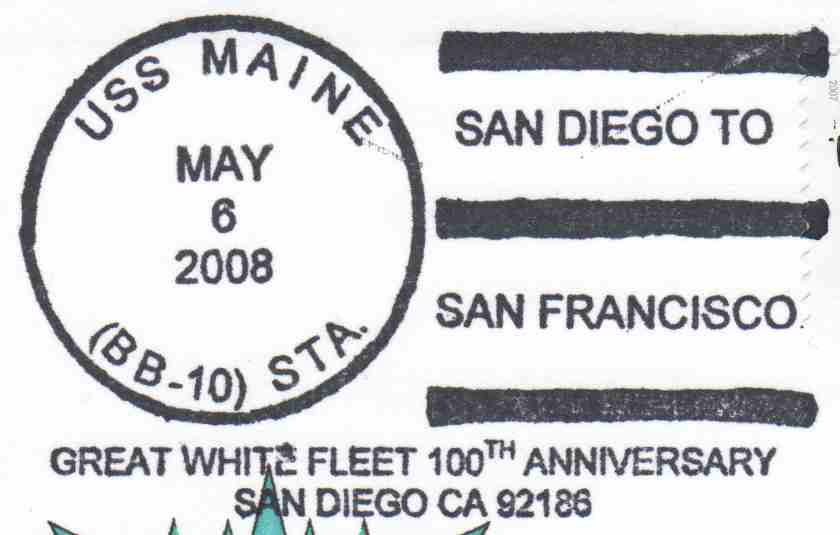 USS MAINE
MAY
6
2008
(BB-10) STA.
SAN DIEGO TO
SAN FRANCISCO
GREAT WHITE FLEET 100TH ANNIVERSARY
SAN DIEGO CA 92186
2007